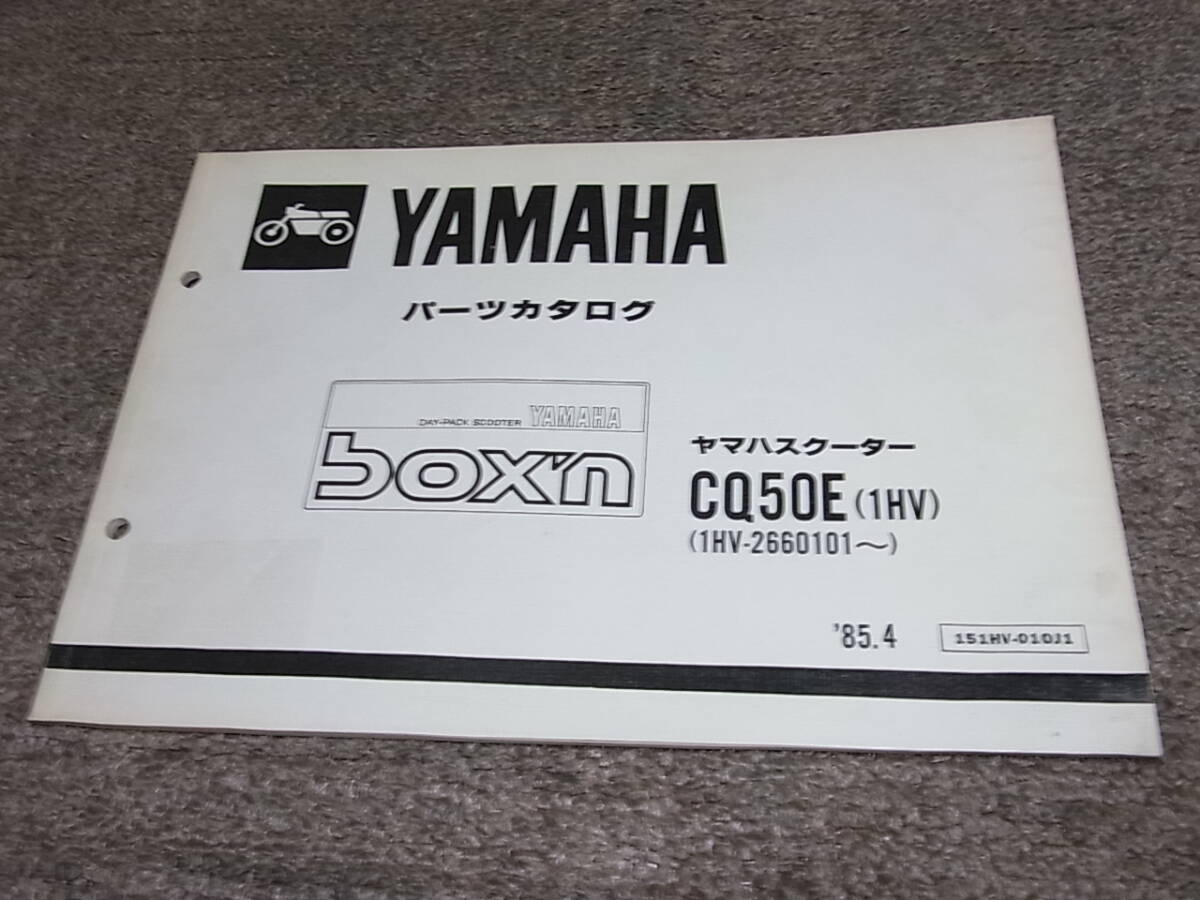 YAMAHA
パーツカタログ
DAY-PACK SCOOTER YAMAHA
box'n
ヤマハスクーター
CQ50E (1HV)
(1HV-2660101〜)
'85.4
151HV-010J1